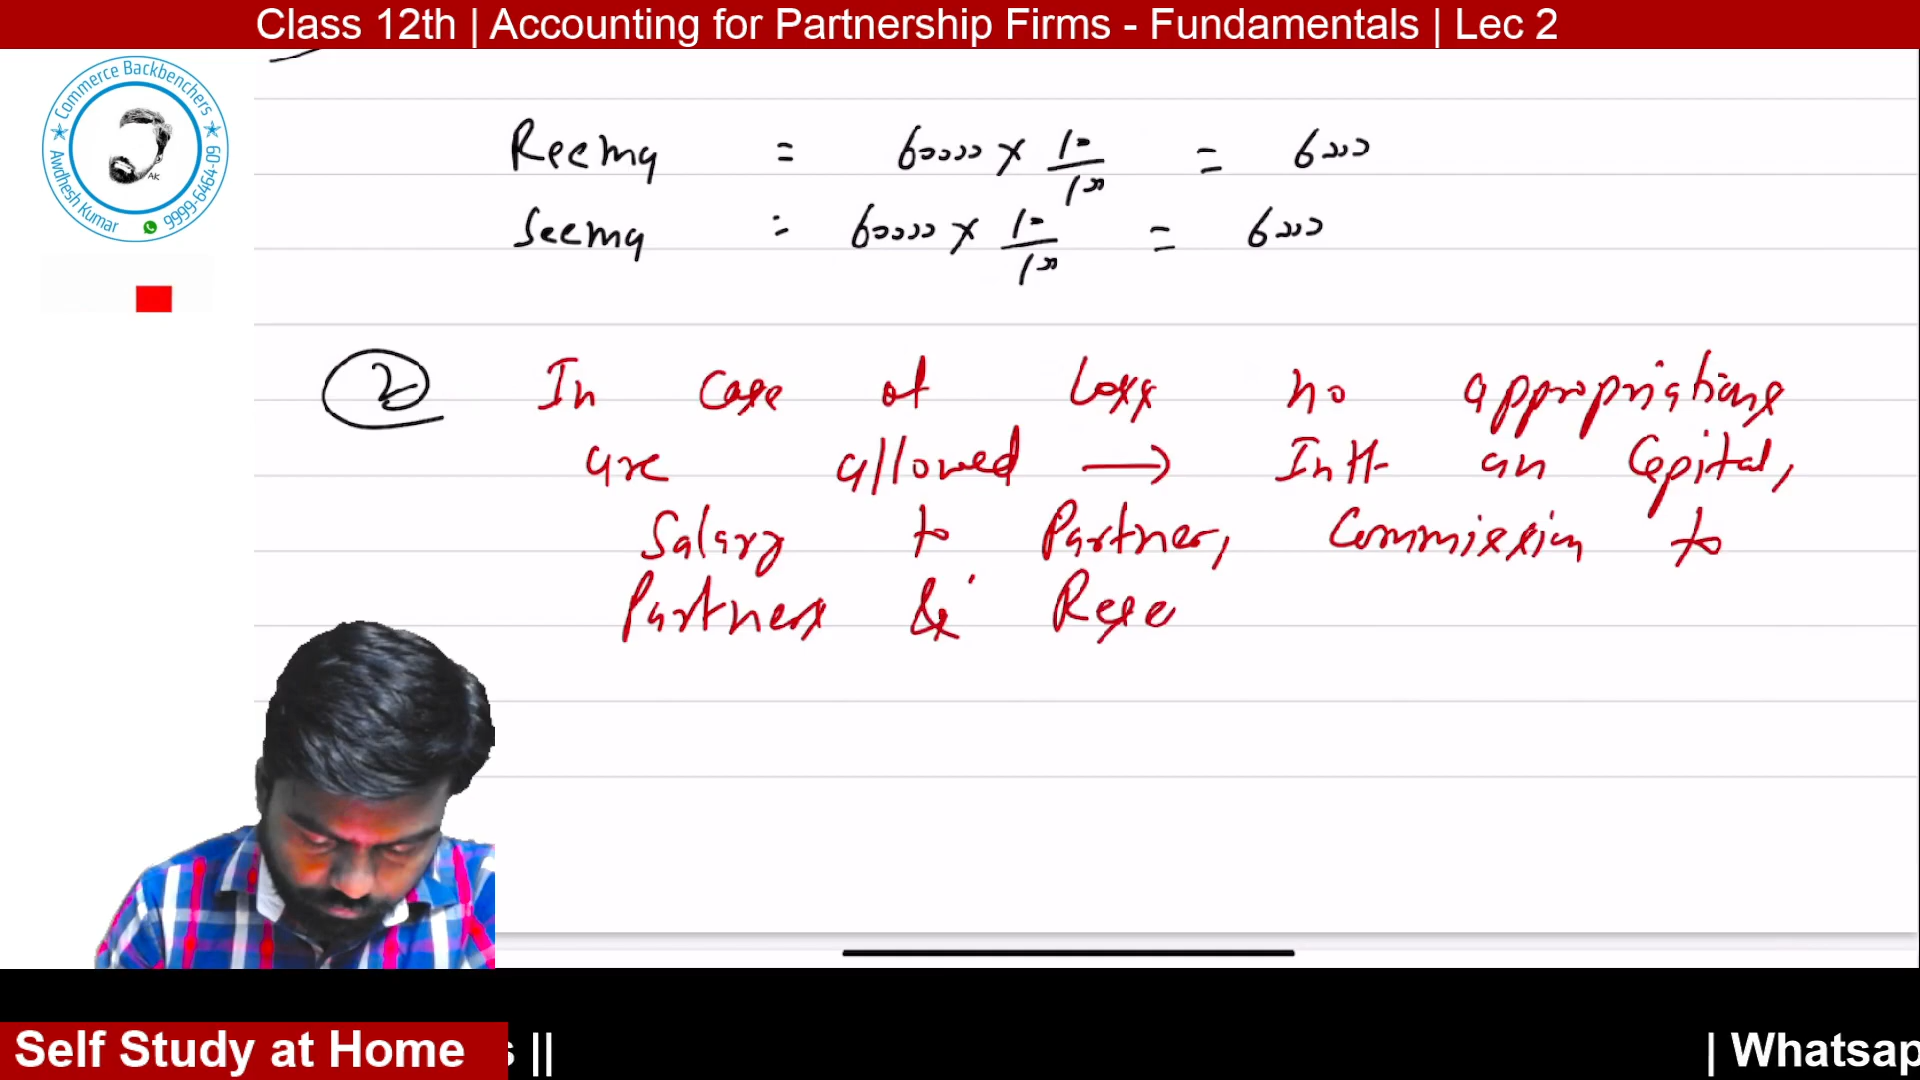 Class 12th | Accounting for Partnership Firms - Fundamentals | Lec 2
Commerce Backbenchers
Awdhesh Kumar
9999-6464-09
AK
Reema = 60000 × 10/100 = 6000
Seema = 60000 × 10/100 = 6000
2 In Case of Loss no appropriations
are allowed → Intt on Capital,
Salary to Partner, Commission to
Partners & Rese
Self Study at Home s || | Whatsap